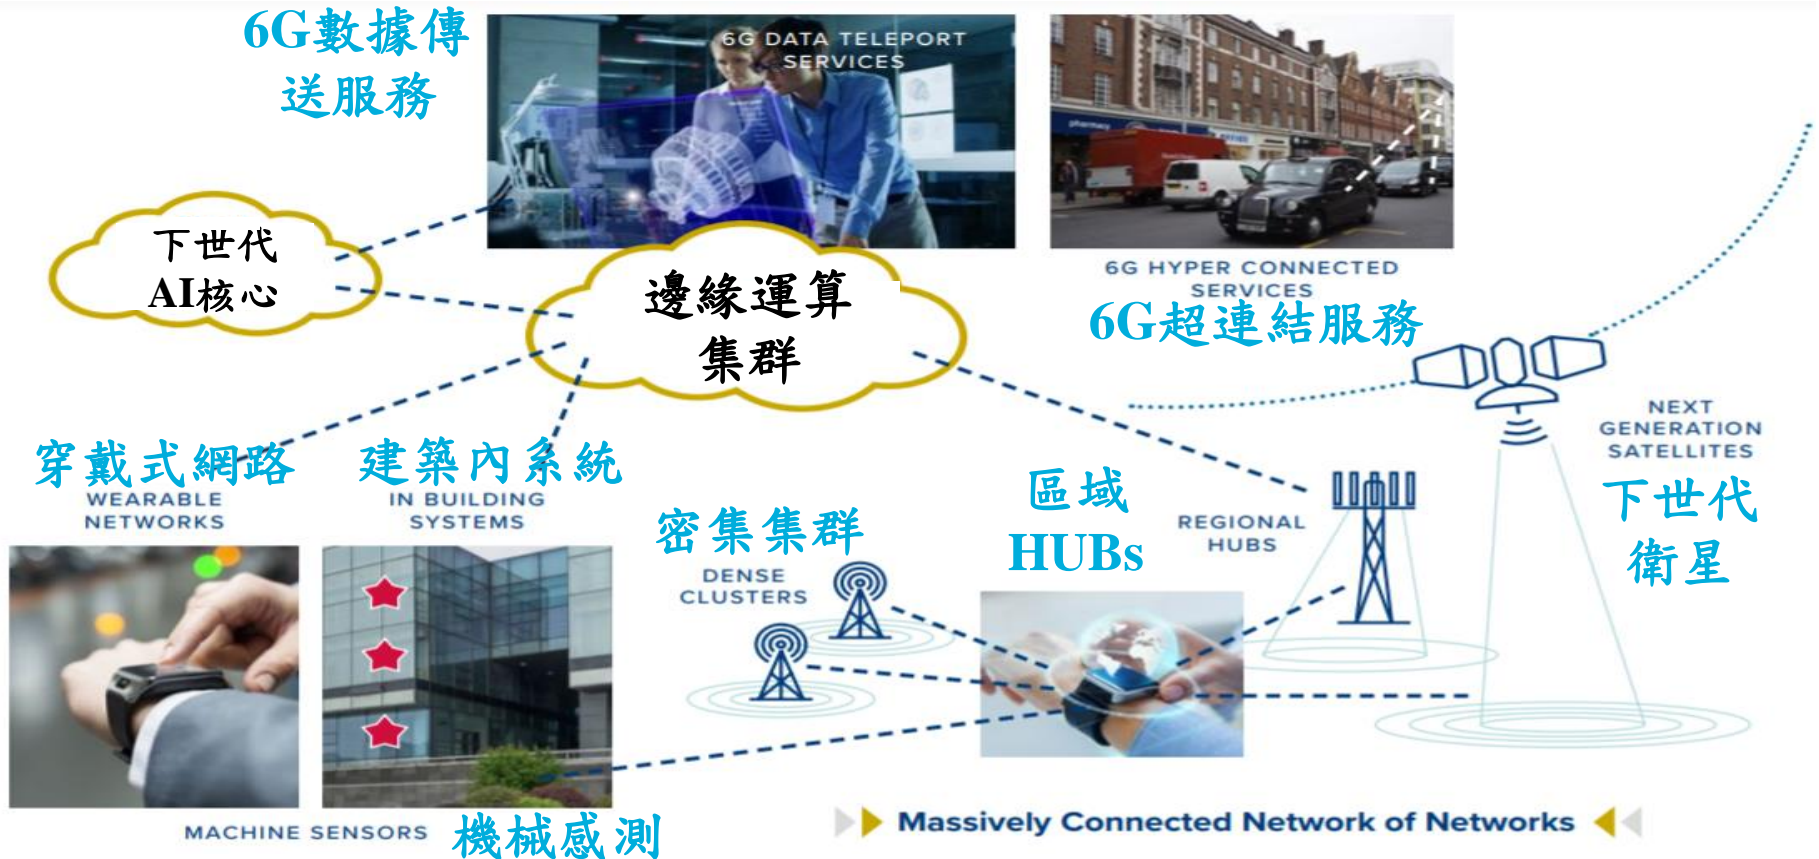 6G數據傳
送服務
6G DATA TELEPORT
SERVICES
pharmacy
下世代
AI核心
邊緣運算
集群
6G HYPER CONNECTED
SERVICES
6G超連結服務
NEXT
GENERATION
SATELLITES
下世代
衛星
穿戴式網路
WEARABLE
NETWORKS
建築內系統
IN BUILDING
SYSTEMS
密集集群
DENSE
CLUSTERS
區域
HUBs
REGIONAL
HUBS
MACHINE SENSORS
機械感測
Massively Connected Network of Networks